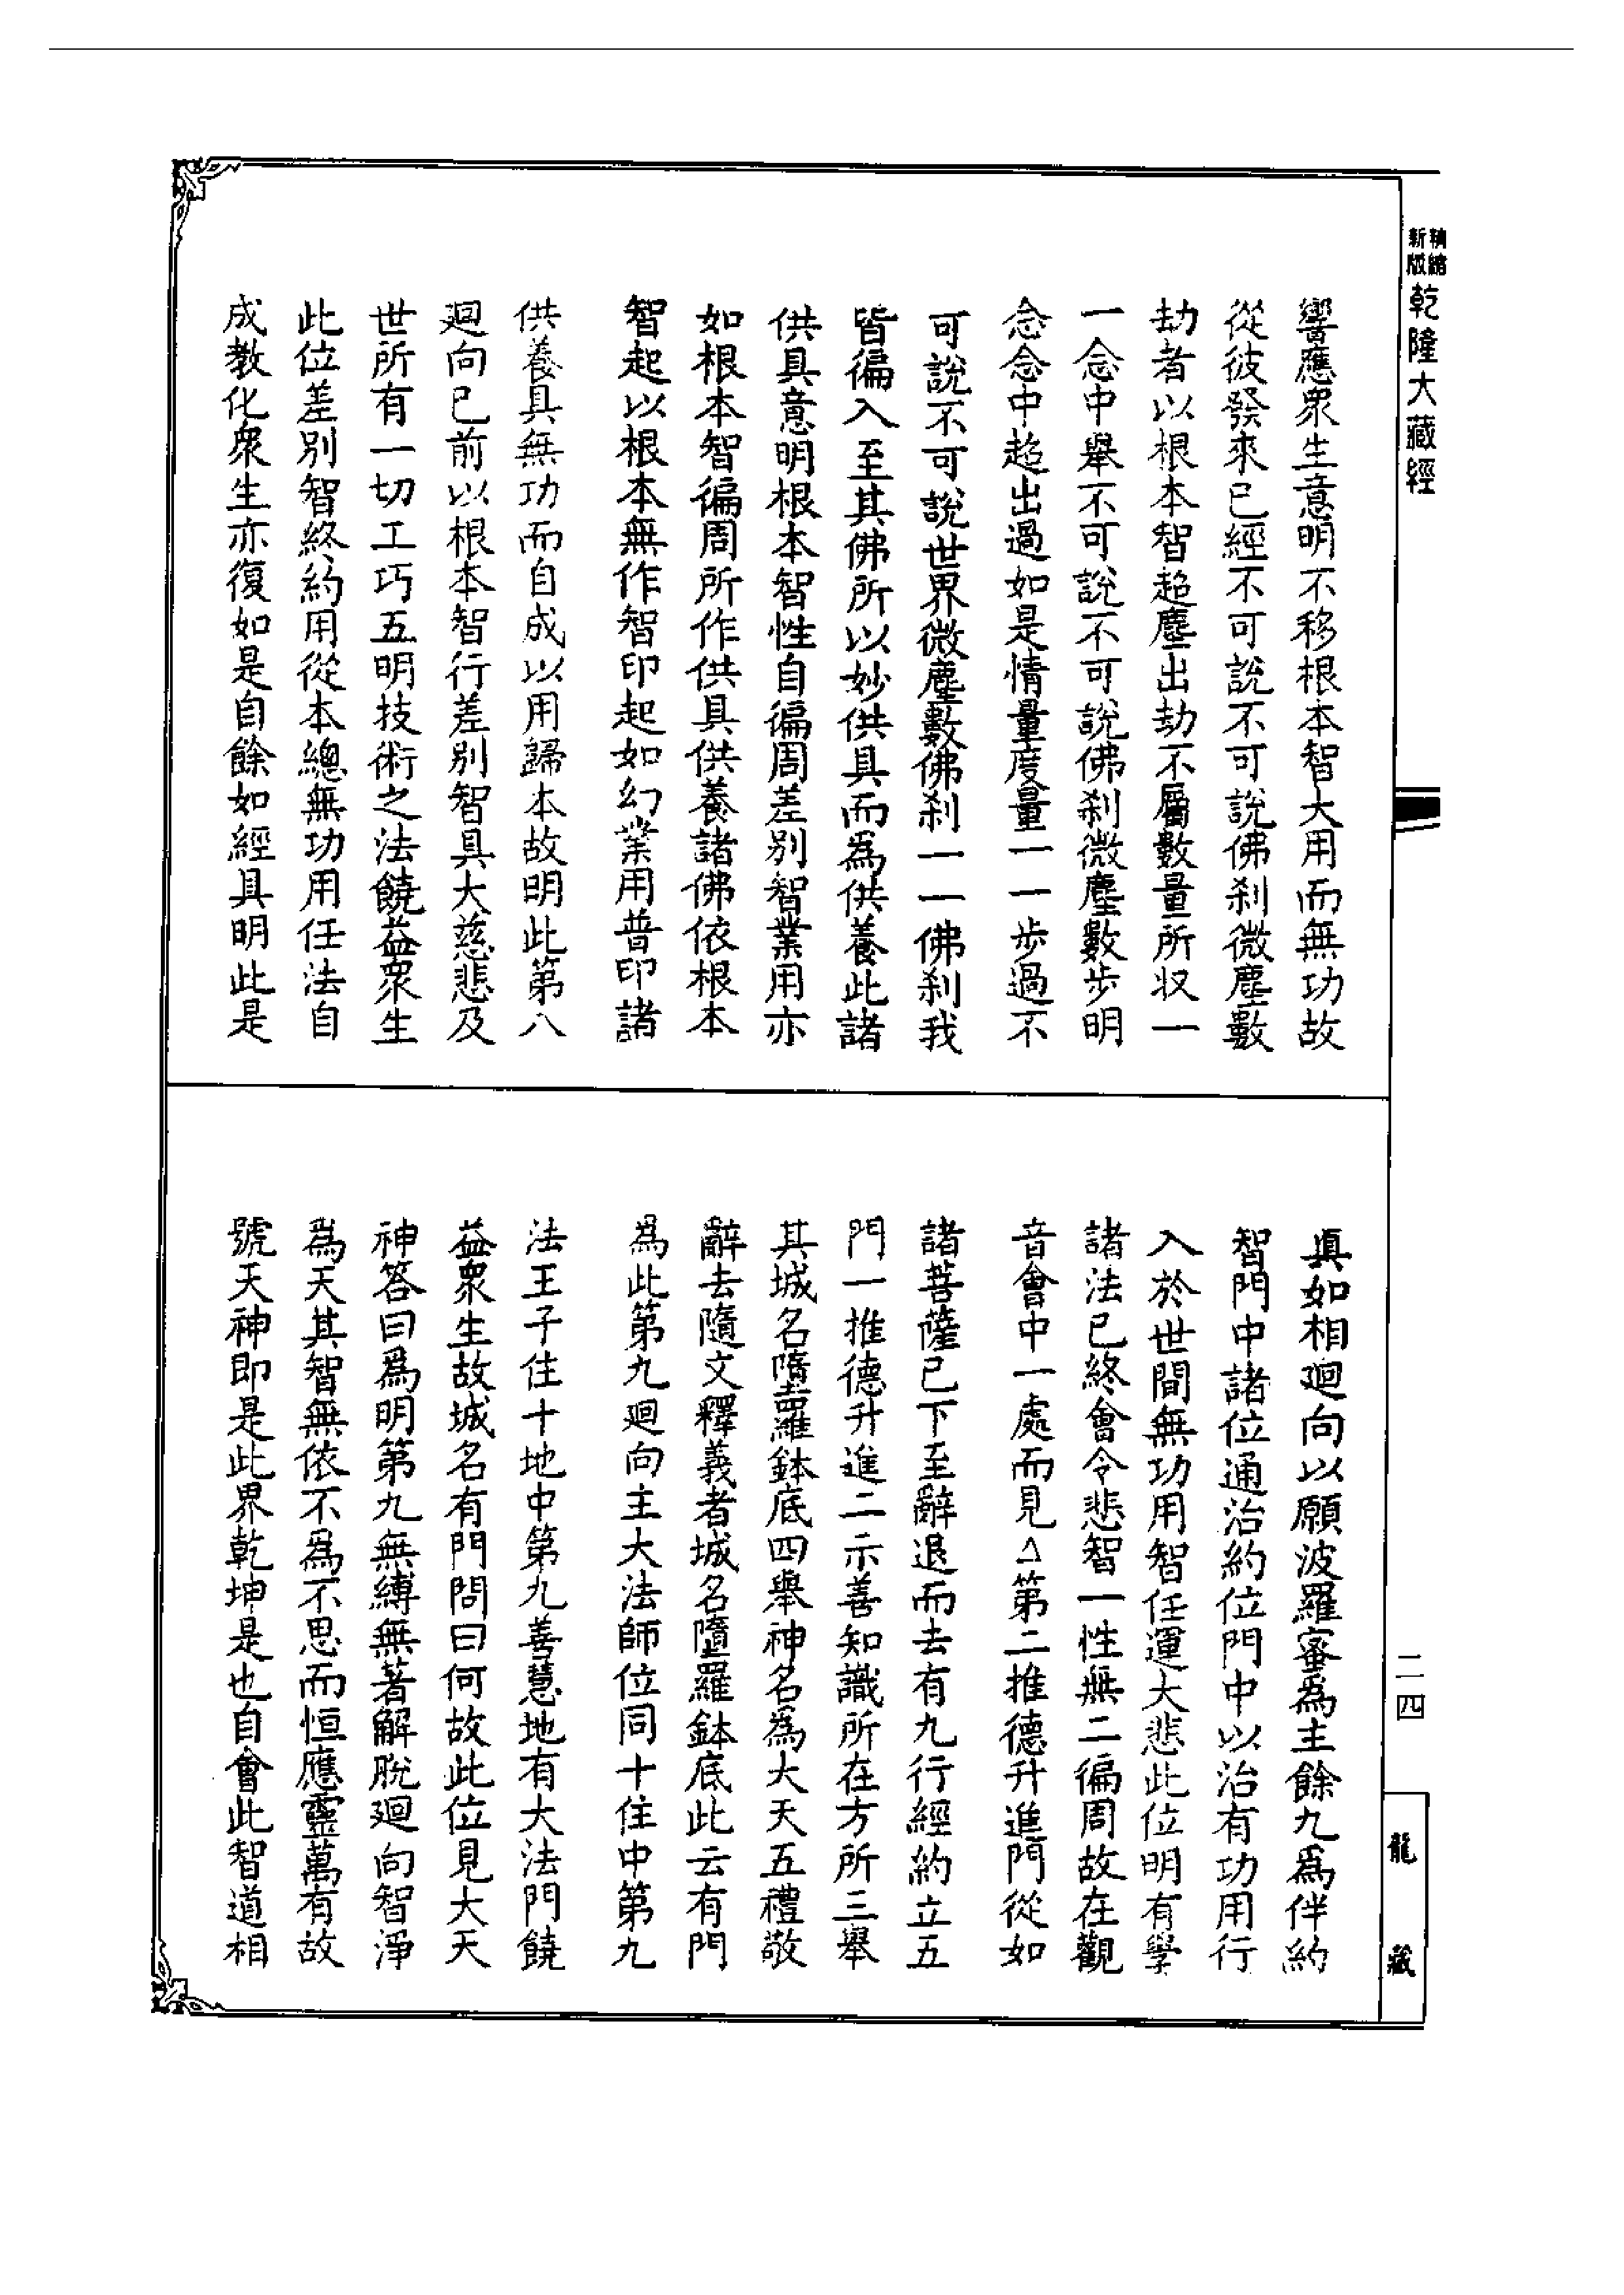 新版
精縮
乾隆大藏經
響應眾生意明不移根本智大用而無功故
從彼發來已經不可說不可說佛刹微塵數
劫者以根本智超塵出劫不屬數量所収一
一念中舉不可說不可說佛刹微塵數步明
念念中超出過如是情量度量一一步過不
可說不可說世界微塵數佛刹一一佛刹我
皆徧入至其佛所以妙供具而為供養此諸
供具意明根本智性自徧周差別智業用亦
如根本智徧周所作供具供養諸佛依根本
智起以根本無作智印起如幻業用普印諸
供養具無功而自成以用歸本故明此第八
迴向已前以根本智行差別智具大慈悲及
世所有一切工巧五明技術之法饒益眾生
此位差別智終約用從本總無功用任法自
成教化眾生亦復如是自餘如經具明此是
真如相迴向以願波羅蜜為主餘九為伴約
智門中諸位通治約位門中以治有功用行
入於世間無功用智任運大悲此位明有學
諸法已終會令悲智一性無二徧周故在觀
音會中一處而見△第二推德升進門從如
諸菩薩已下至辭退而去有九行經約立五
門一推德升進二示善知識所在方所三舉
其城名墮羅鉢底四舉神名為大天五禮敬
辭去隨文釋義者城名墮羅鉢底此云有門
為此第九迴向主大法師位同十住中第九
法王子住十地中第九善慧地有大法門饒
益眾生故城名有門問曰何故此位見大天
神答曰為明第九無縛無著解脫迴向智淨
為天其智無依不為不思而恒應靈萬有故
號天神即是此界乾坤是也自會此智道相
二四
龍藏